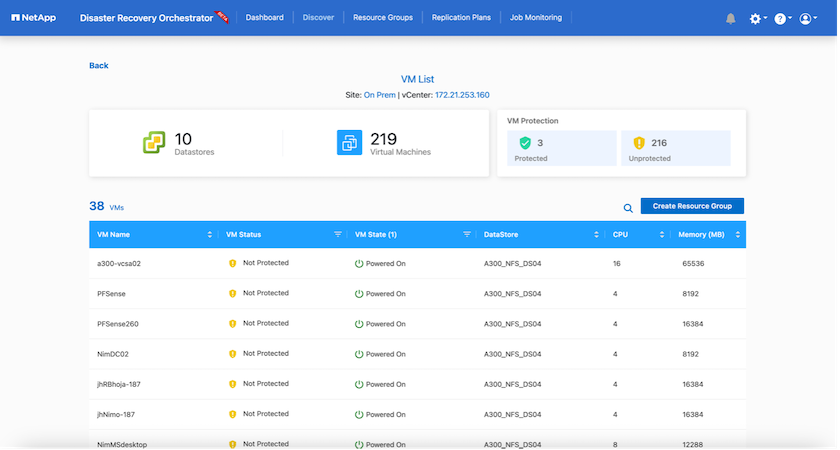 NetApp Disaster Recovery Orchestrator BETA Dashboard Discover Resource Groups Replication Plans Job Monitoring
Back
VM List
Site: On Prem | vCenter: 172.21.253.160
10 Datastores
219 Virtual Machines
VM Protection
3 Protected
216 Unprotected
38 VMs
Create Resource Group
VM Name VM Status VM State (1) DataStore CPU Memory (MB)
a300-vcsa02 Not Protected Powered On A300_NFS_DS04 16 65536
PFSense Not Protected Powered On A300_NFS_DS04 4 8192
PFSense260 Not Protected Powered On A300_NFS_DS04 4 16384
NimDC02 Not Protected Powered On A300_NFS_DS04 4 8192
jhRBhoja-187 Not Protected Powered On A300_NFS_DS04 4 16384
jhNimo-187 Not Protected Powered On A300_NFS_DS04 4 16384
NimMSdesktop Not Protected Powered On A300_NFS_DS04 8 12288